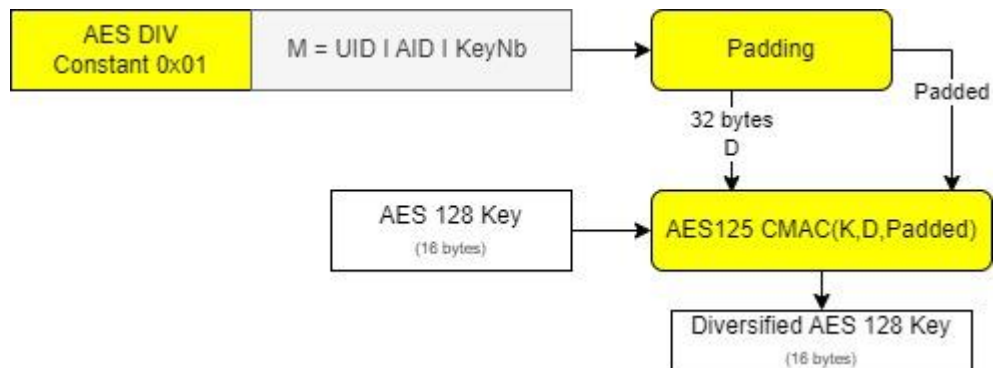 AES DIV
Constant 0x01
M = UID I AID I KeyNb
Padding
Padded
32 bytes
D
AES 128 Key
(16 bytes)
AES125 CMAC(K,D,Padded)
Diversified AES 128 Key
(16 bytes)